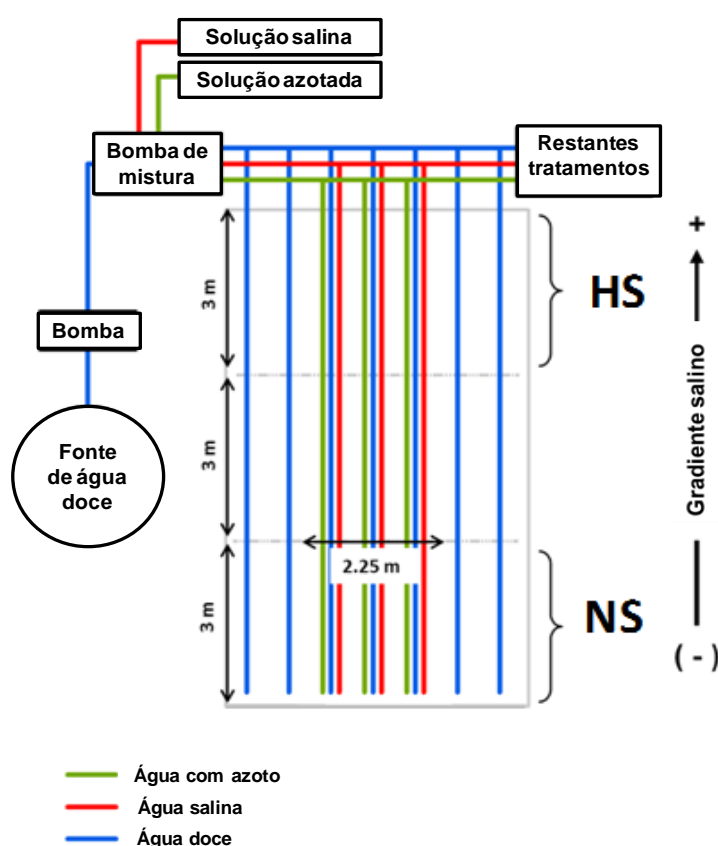 Solução salina
Solução azotada
Bomba de
mistura
Restantes
tratamentos
3 m
HS
+
Bomba
Gradiente salino
3 m
Fonte
de água
doce
2.25 m
3 m
NS
( - )
Água com azoto
Água salina
Água doce